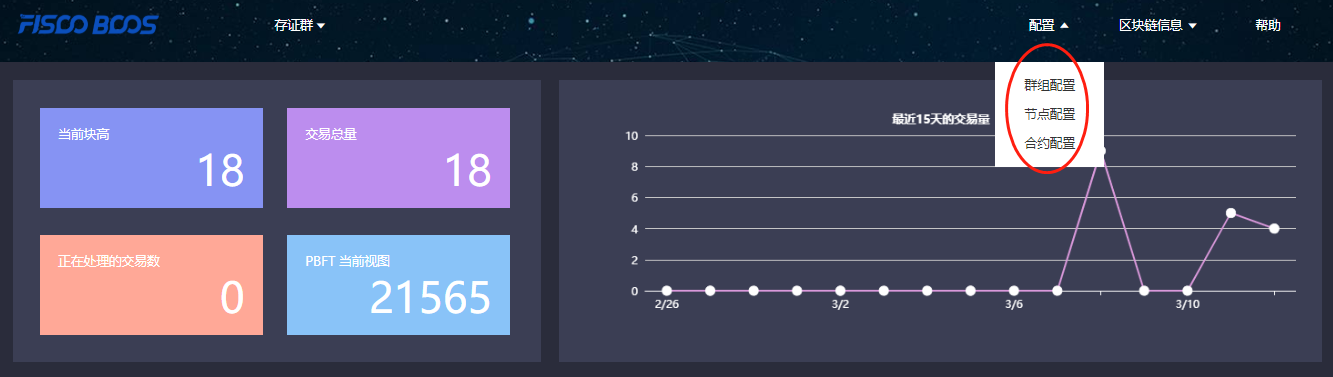 FISCO BCOS
存证群
配置
区块链信息
帮助
群组配置
节点配置
合约配置
当前块高
18
交易总量
18
正在处理的交易数
0
PBFT 当前视图
21565
最近15天的交易量
10
8
6
4
2
0
2/26
3/2
3/6
3/10